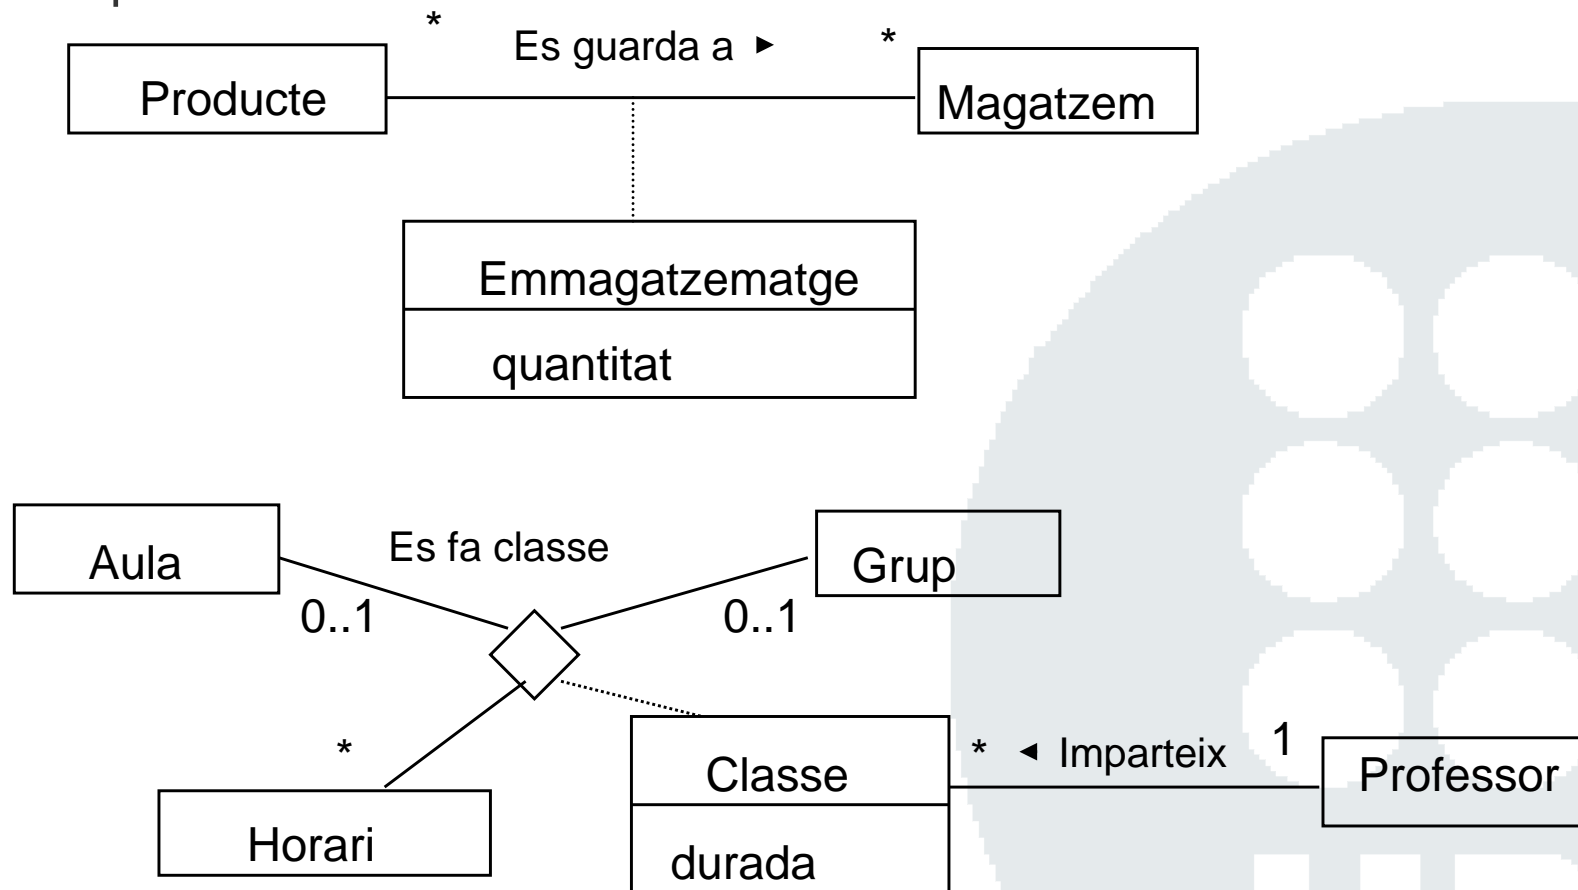 * Es guarda a ► *
Producte
Magatzem
Emmagatzematge
quantitat
Aula
Es fa classe
Grup
0..1
0..1
*
Horari
Classe
* ◄ Imparteix 1
Professor
durada